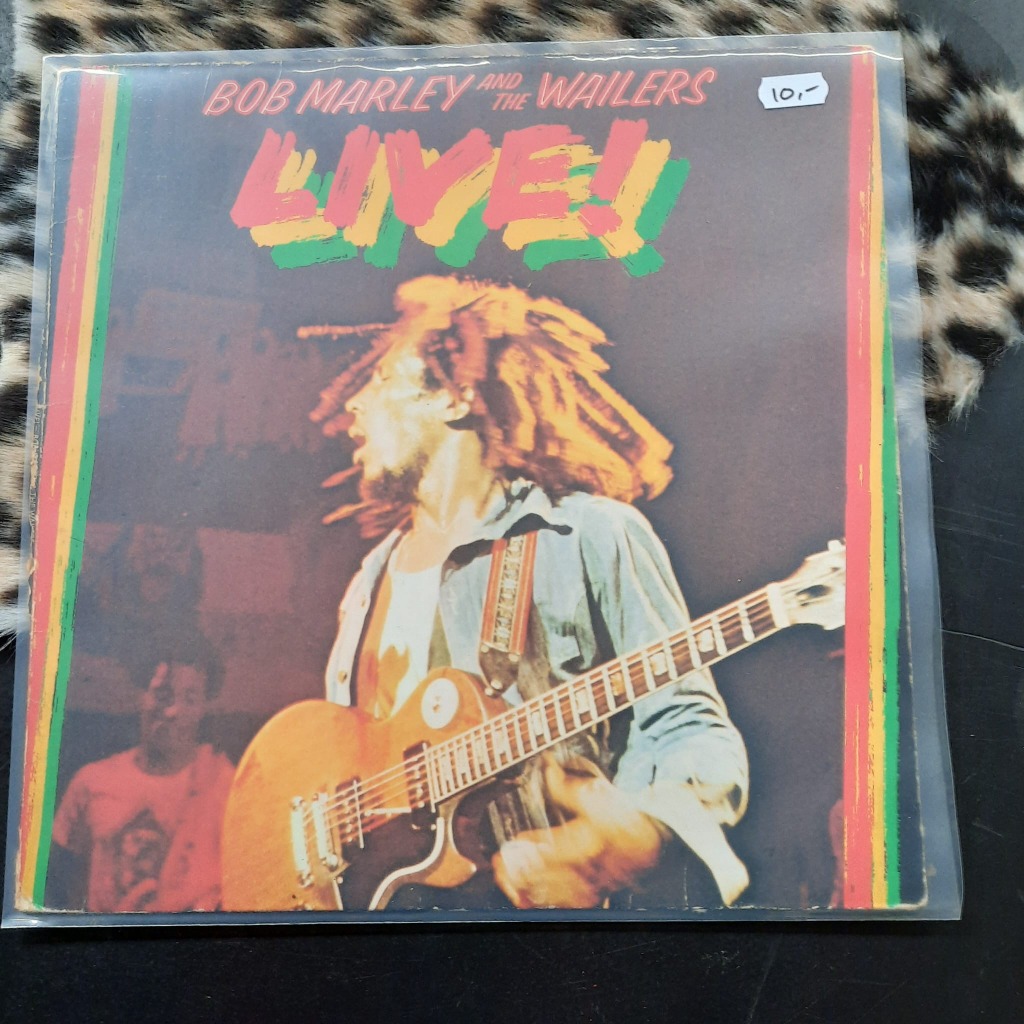 BOB MARLEY AND THE WAILERS
10,-
LIVE!